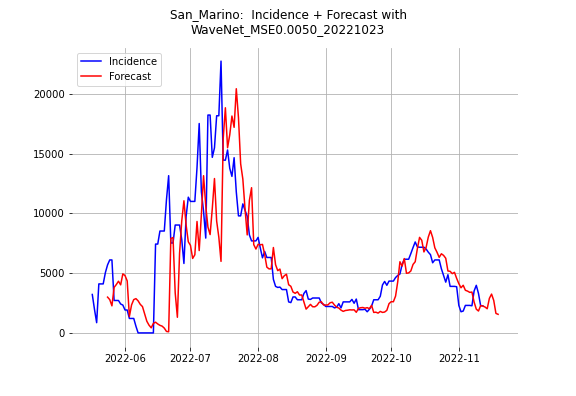 San_Marino: Incidence + Forecast with
WaveNet_MSE0.0050_20221023
Incidence
Forecast
20000
15000
10000
5000
0
2022-06
2022-07
2022-08
2022-09
2022-10
2022-11